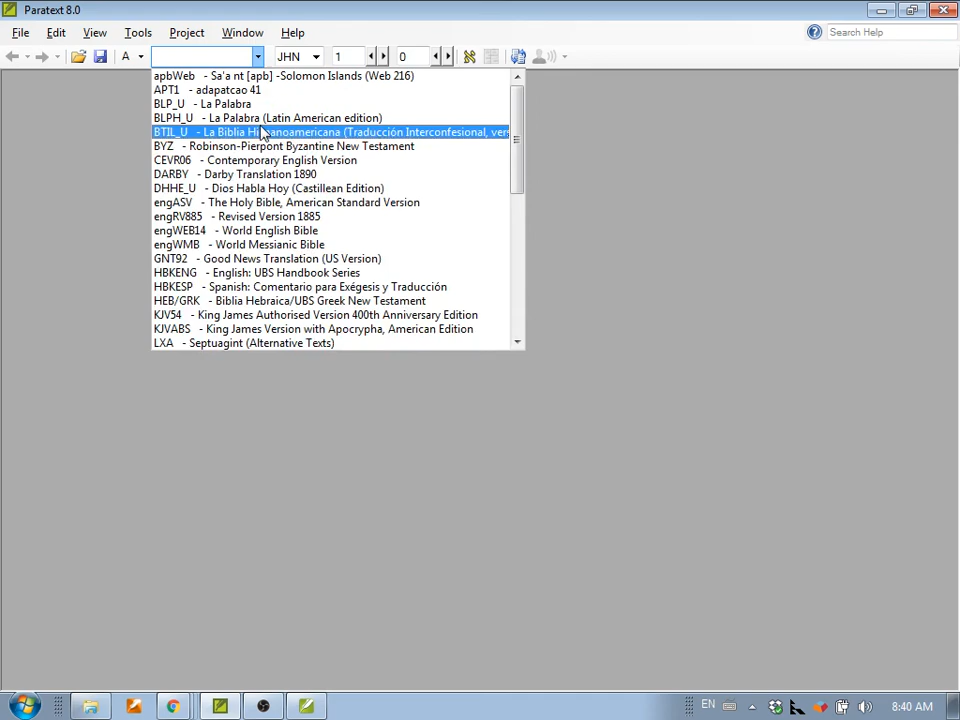 Paratext 8.0
File Edit View Tools Project Window Help Search Help
A JHN 1 0
apbWeb - Sa'a nt [apb] -Solomon Islands (Web 216)
APT1 - adapatcao 41
BLP_U - La Palabra
BLPH_U - La Palabra (Latin American edition)
BTIL_U - La Biblia Hi panoamericana (Traducción Interconfesional, vers
BYZ - Robinson-Pierpont Byzantine New Testament
CEVR06 - Contemporary English Version
DARBY - Darby Translation 1890
DHHE_U - Dios Habla Hoy (Castillean Edition)
engASV - The Holy Bible, American Standard Version
engRV885 - Revised Version 1885
engWEB14 - World English Bible
engWMB - World Messianic Bible
GNT92 - Good News Translation (US Version)
HBKENG - English: UBS Handbook Series
HBKESP - Spanish: Comentario para Exégesis y Traducción
HEB/GRK - Biblia Hebraica/UBS Greek New Testament
KJV54 - King James Authorised Version 400th Anniversary Edition
KJVABS - King James Version with Apocrypha, American Edition
LXA - Septuagint (Alternative Texts)
EN 8:40 AM